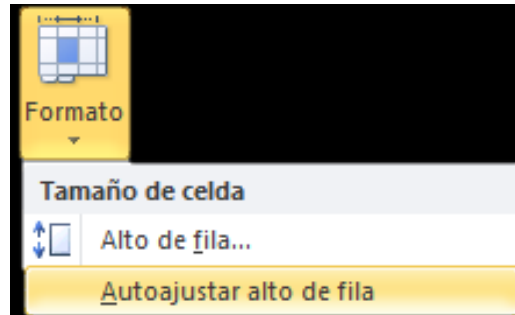 Formato
Tamaño de celda
Alto de fila...
Autoajustar alto de fila